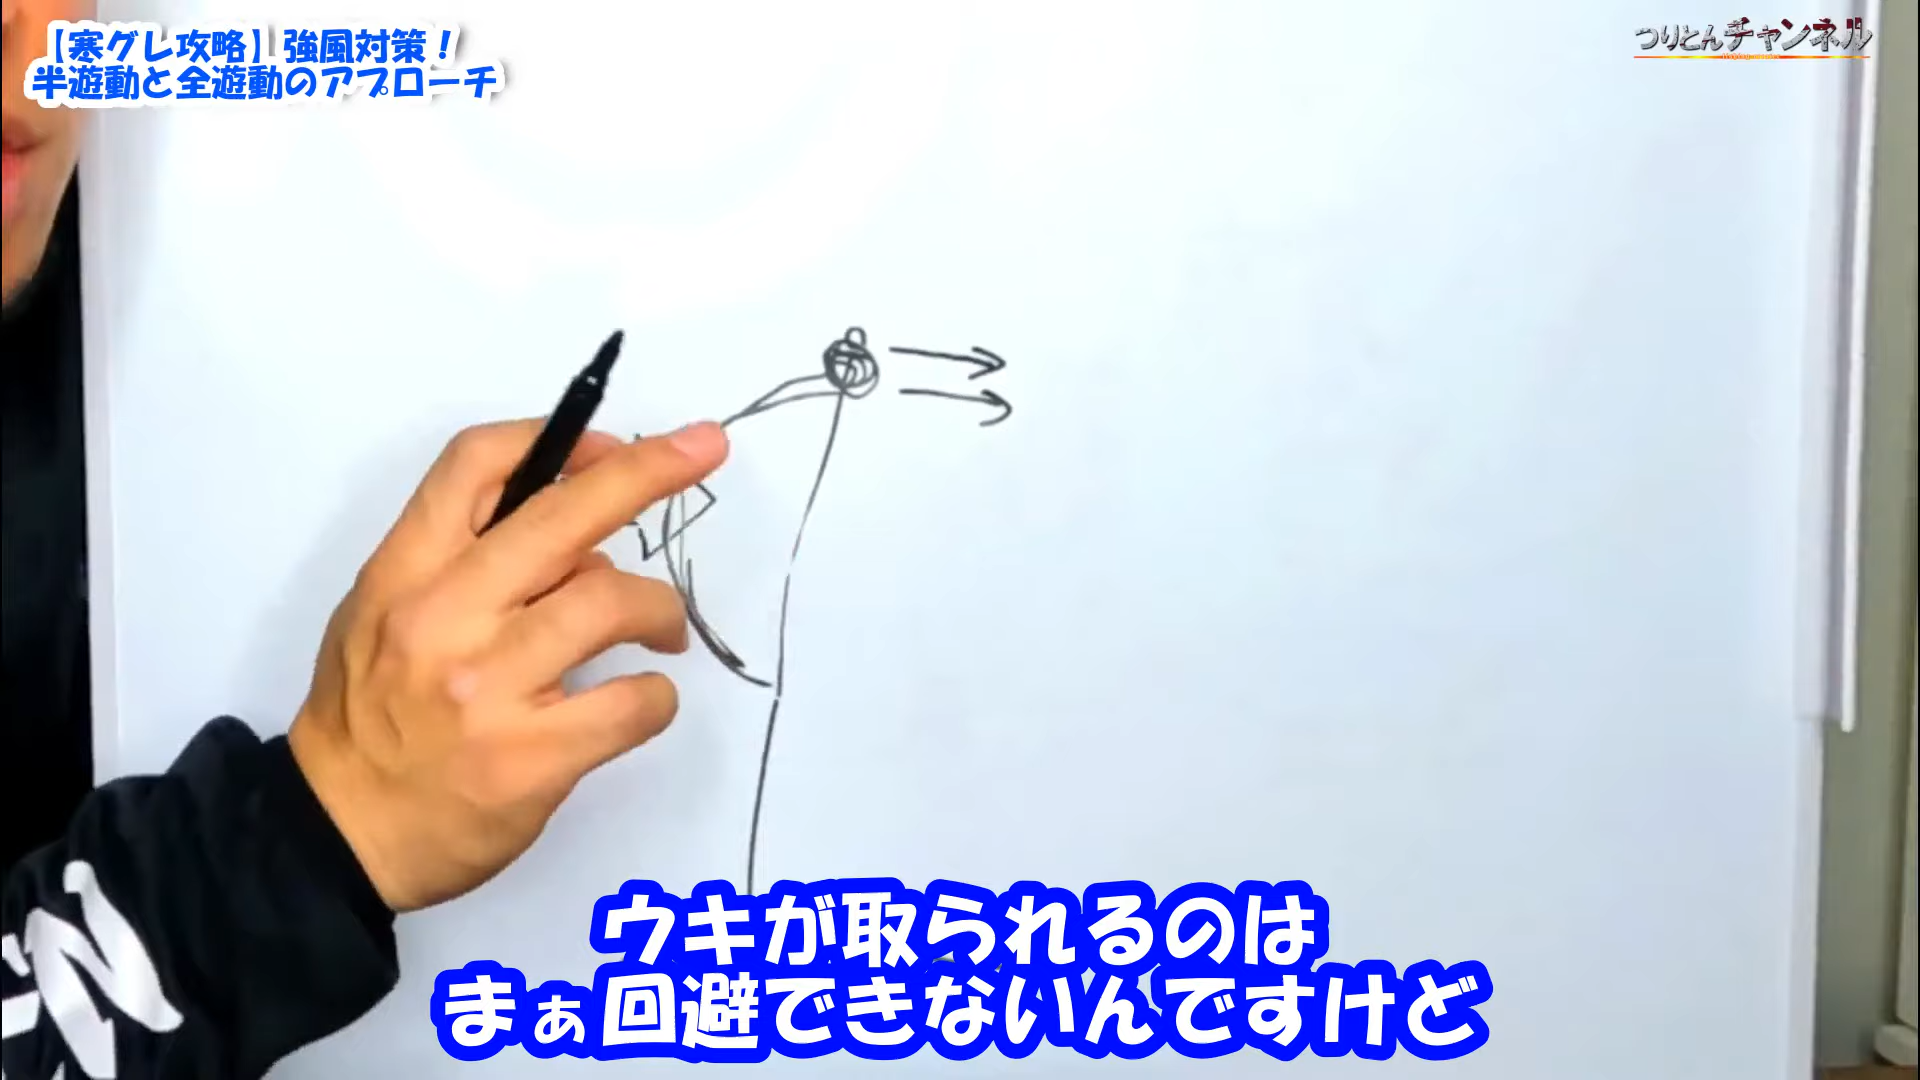 【寒グレ攻略】強風対策！
半遊動と全遊動のアプローチ
つりとんチャンネル
ウキが取られるのは
まぁ回避できないんですけど